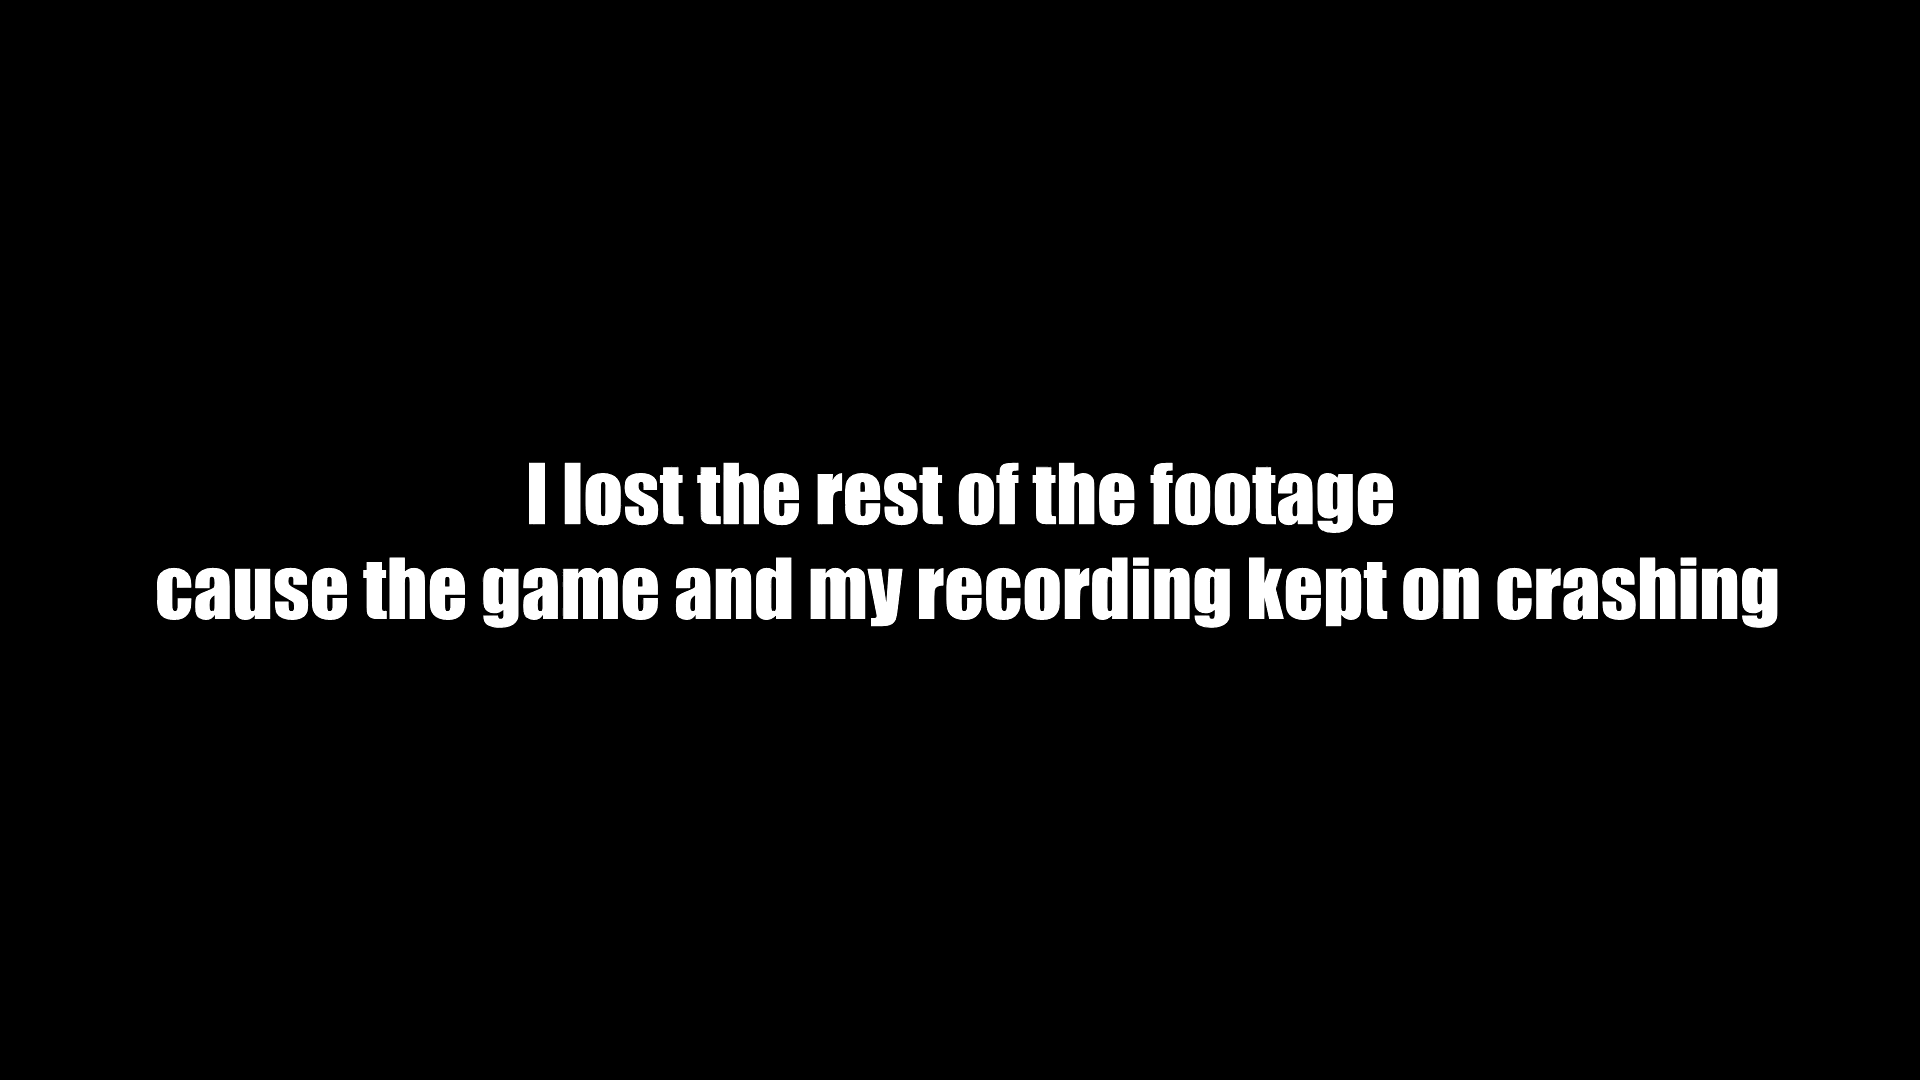 I lost the rest of the footage
cause the game and my recording kept on crashing